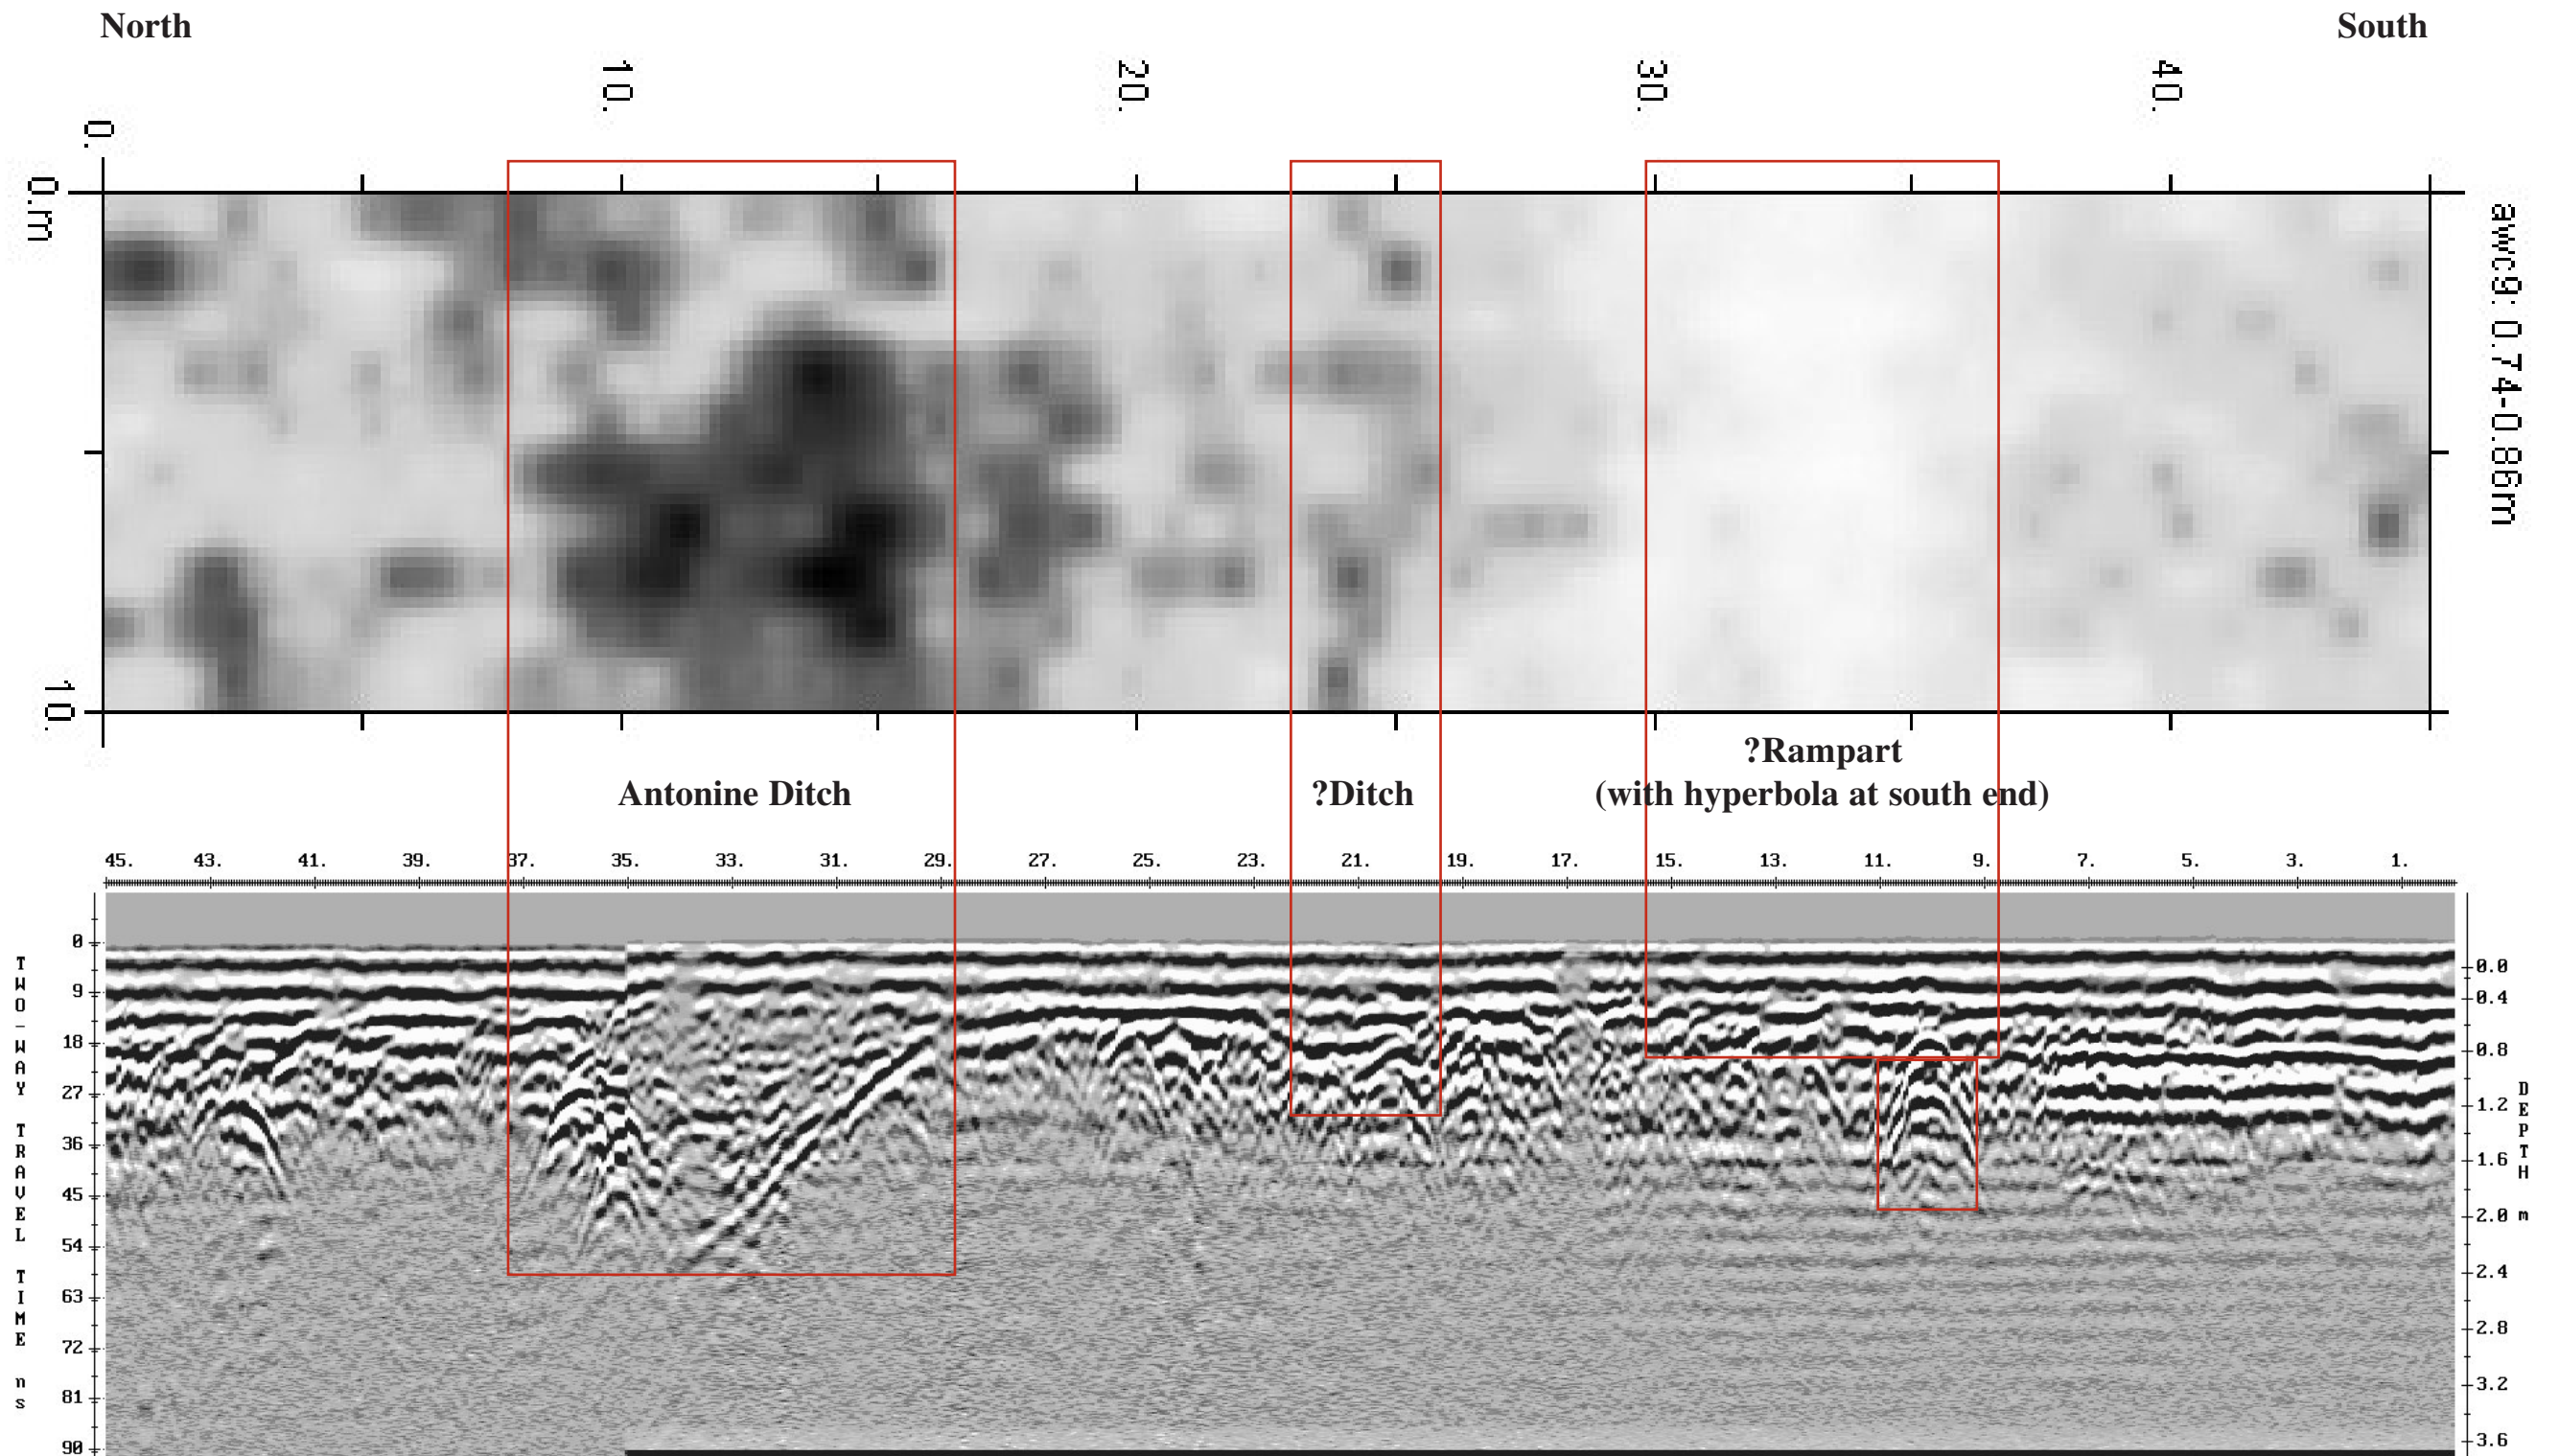 North South
10. 20. 30. 40.
0.
0.m
awc9: 0.74-0.86m
10.
?Rampart
Antonine Ditch ?Ditch (with hyperbola at south end)
45. 43. 41. 39. 37. 35. 33. 31. 29. 27. 25. 23. 21. 19. 17. 15. 13. 11. 9. 7. 5. 3. 1.
TWO-WAY TRAVEL TIME ns
0
9
18
27
36
45
54
63
72
81
90
0.0
0.4
0.8
1.2
1.6
2.0 m
2.4
2.8
3.2
3.6
DEPTH